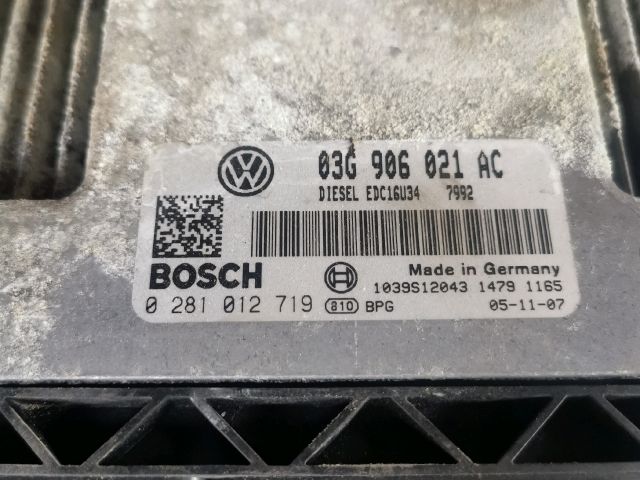 03G 906 021 AC
DIESEL EDC16U34 7992
BOSCH
Made in Germany
1039S12043 1479 1165
0 281 012 719 810 BPG 05-11-07